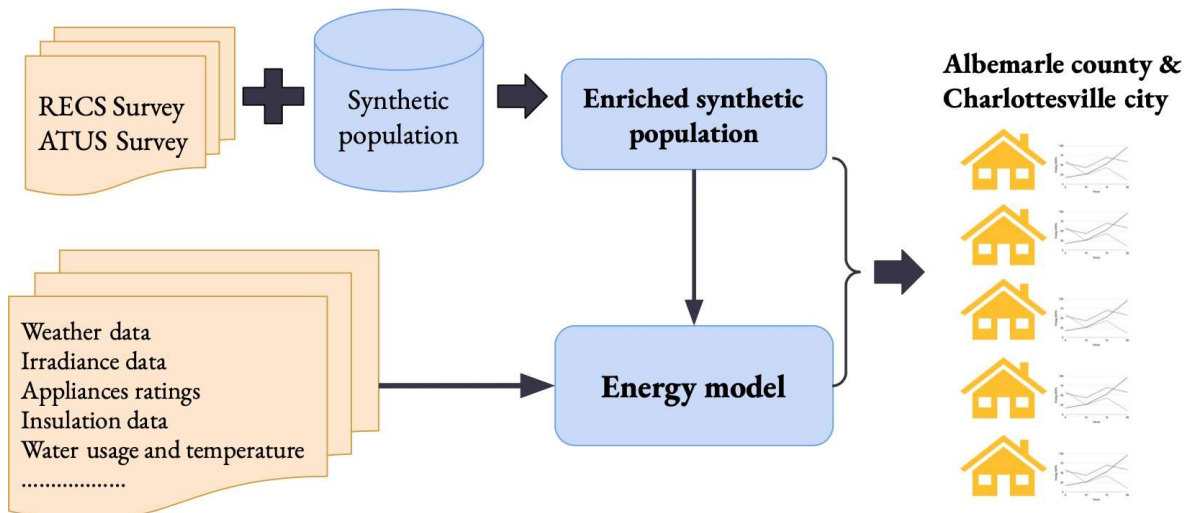 RECS Survey
ATUS Survey
Synthetic
population
Enriched synthetic
population
Albemarle county &
Charlottesville city
Weather data
Irradiance data
Appliances ratings
Insulation data
Water usage and temperature
..................
Energy model